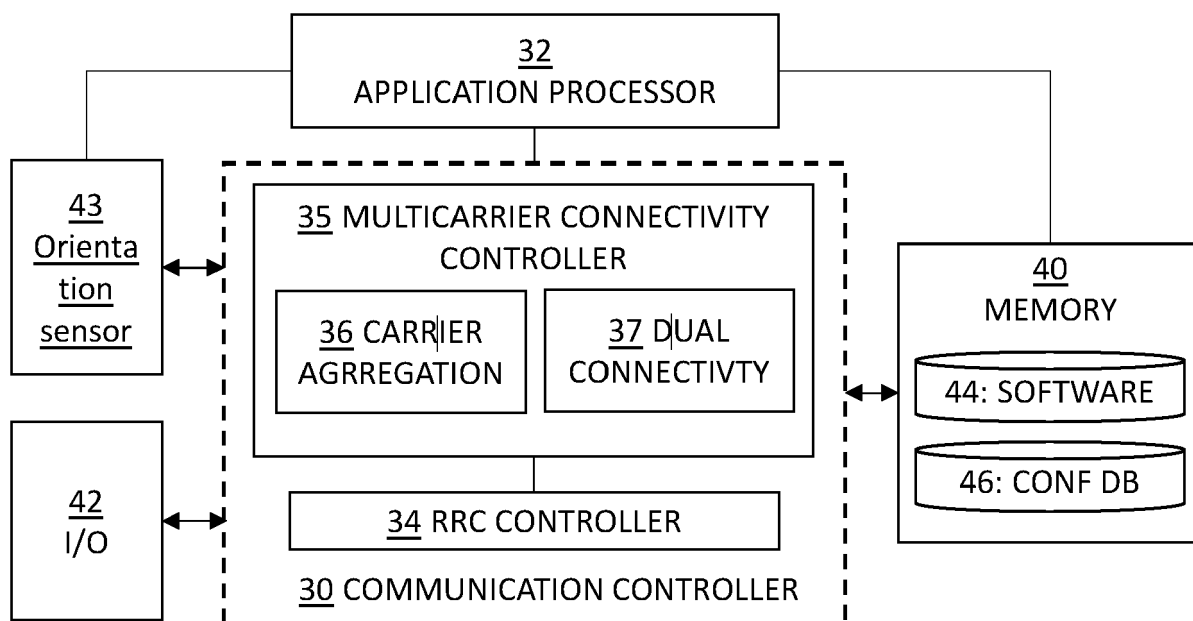 32
APPLICATION PROCESSOR
43
Orienta
tion
sensor
35 MULTICARRIER CONNECTIVITY
CONTROLLER
36 CARRIER
AGRREGATION
37 DUAL
CONNECTIVTY
40
MEMORY
44: SOFTWARE
46: CONF DB
42
I/O
34 RRC CONTROLLER
30 COMMUNICATION CONTROLLER